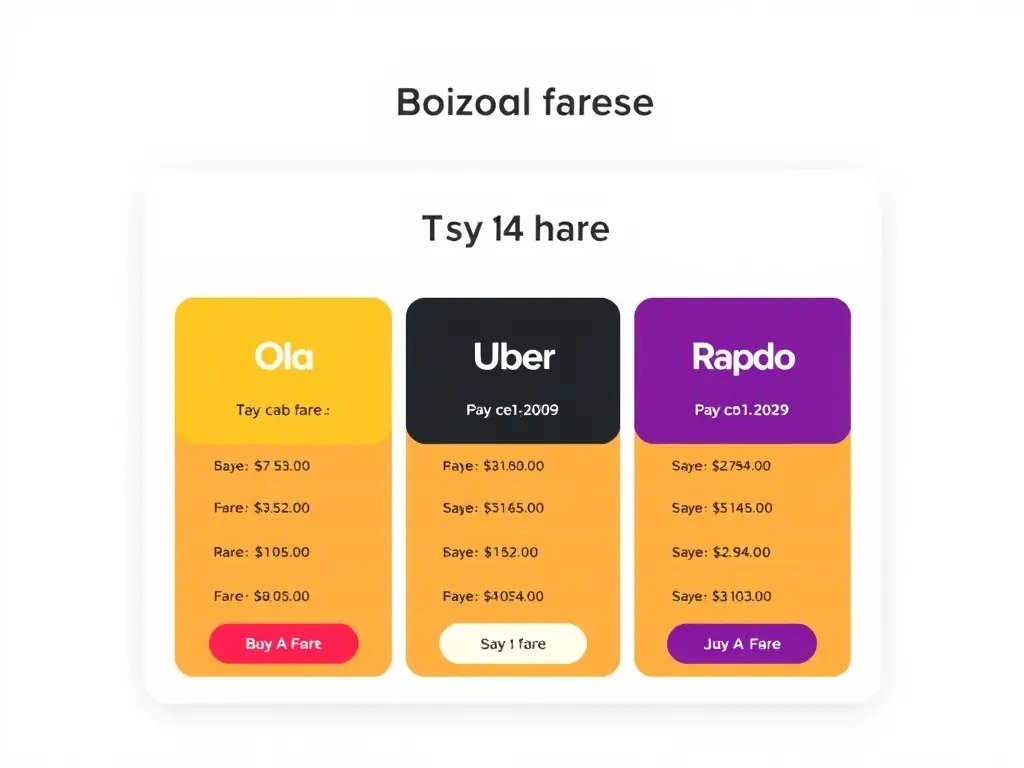 Boizoal farese
Tsy 14 hare
Ola
Tay cab fare.:
Saye: $7 53.00
Fare: $3.52.00
Rare: $105.00
Fare· $8.05.00
Buy A Fare
Uber
Pay ce1-2009
Paye: $31.60.00
Saye: $5165.00
Saye: $152.00
Faye: $4054.00
Say 1 fare
Rapdo
Pay co1.2029
Saye: $2754.00
Saye: $5145.00
Saye: $2.94.00
Saye· $3103.00
Juy A Fare